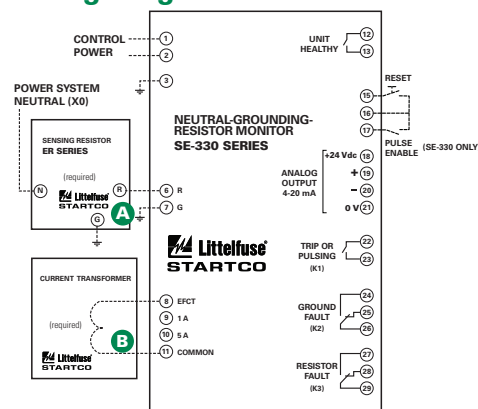 CONTROL
POWER
1
2
3
POWER SYSTEM
NEUTRAL (X0)
SENSING RESISTOR
ER SERIES
(required)
N
R
Littelfuse
STARTCO
G
A
6 R
7 G
CURRENT TRANSFORMER
(required)
B
Littelfuse
STARTCO
8 EFCT
9 1 A
10 5 A
11 COMMON
NEUTRAL-GROUNDING-
RESISTOR MONITOR
SE-330 SERIES
Littelfuse®
STARTCO
UNIT
HEALTHY
12
13
RESET
15
16
17
PULSE
ENABLE (SE-330 ONLY
ANALOG
OUTPUT
4-20 mA
+24 Vdc 18
+ 19
– 20
0 V 21
TRIP OR
PULSING
(K1)
22
23
GROUND
FAULT
(K2)
24
25
26
RESISTOR
FAULT
(K3)
27
28
29